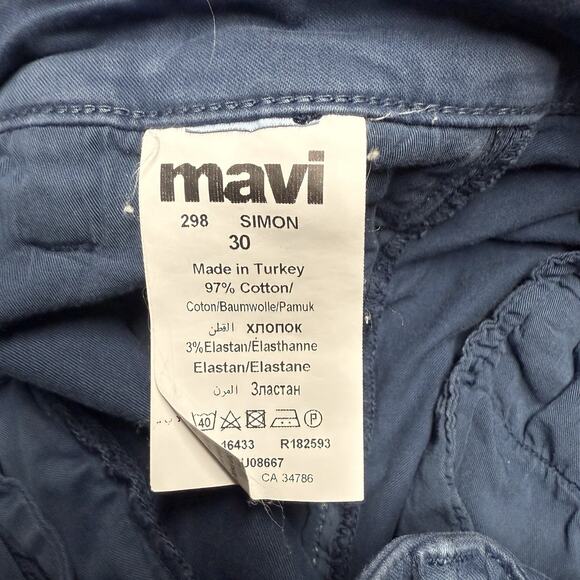 mavi
298 SIMON
30
Made in Turkey
97% Cotton/
Coton/Baumwolle/Pamuk
القطن ХЛОПОК
3%Elastan/Élasthanne
Elastan/Elastane
Эластан
40 P
16433 R182593
U08667
CA 34786